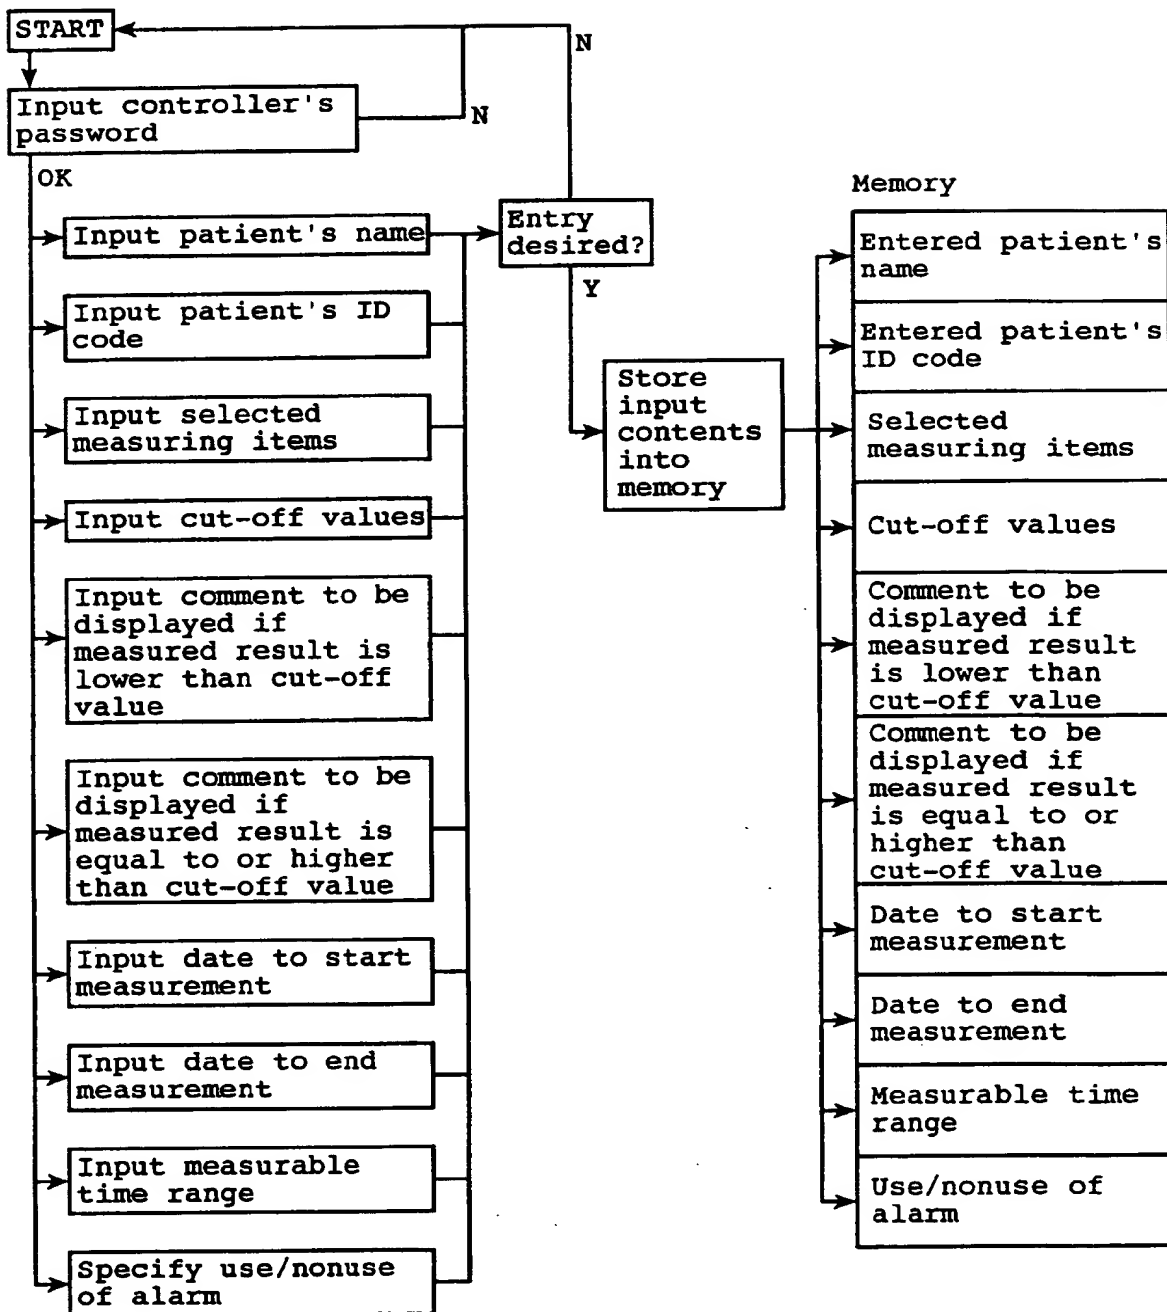 START
N
Input controller's
password
N
OK
Input patient's name
Input patient's ID
code
Input selected
measuring items
Input cut-off values
Input comment to be
displayed if
measured result is
lower than cut-off
value
Input comment to be
displayed if
measured result is
equal to or higher
than cut-off value
Input date to start
measurement
Input date to end
measurement
Input measurable
time range
Specify use/nonuse
of alarm
Entry
desired?
Y
Store
input
contents
into
memory
Memory
Entered patient's
name
Entered patient's
ID code
Selected
measuring items
Cut-off values
Comment to be
displayed if
measured result
is lower than
cut-off value
Comment to be
displayed if
measured result
is equal to or
higher than
cut-off value
Date to start
measurement
Date to end
measurement
Measurable time
range
Use/nonuse of
alarm